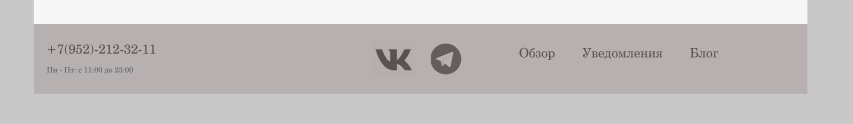 +7(952)-212-32-11
Пн - Пт: с 11:00 до 23:00
Обзор Уведомления Блог